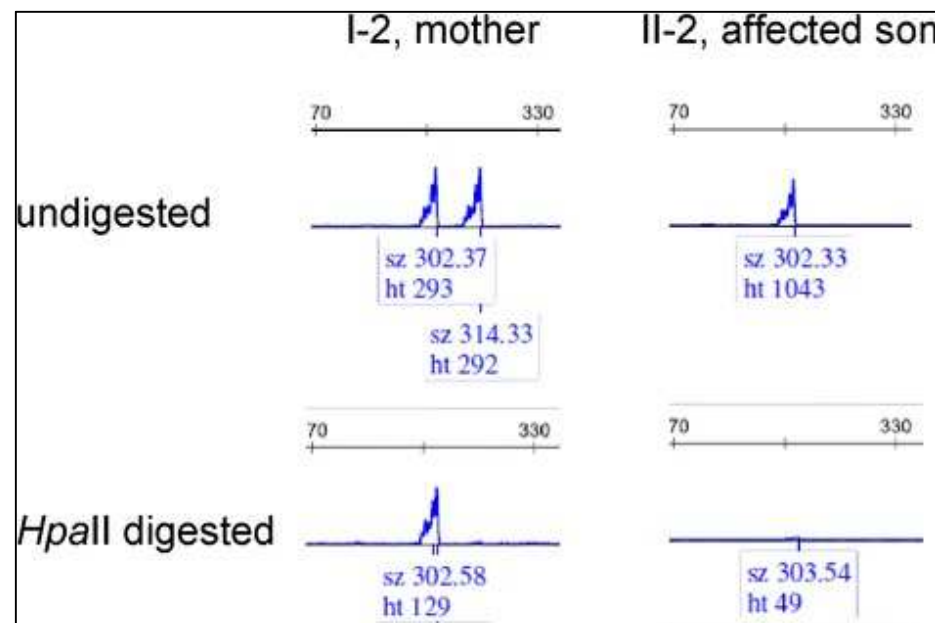 I-2, mother II-2, affected son
70 330 70 330
undigested
sz 302.37
ht 293
sz 302.33
ht 1043
sz 314.33
ht 292
70 330 70 330
HpaII digested
sz 302.58
ht 129
sz 303.54
ht 49